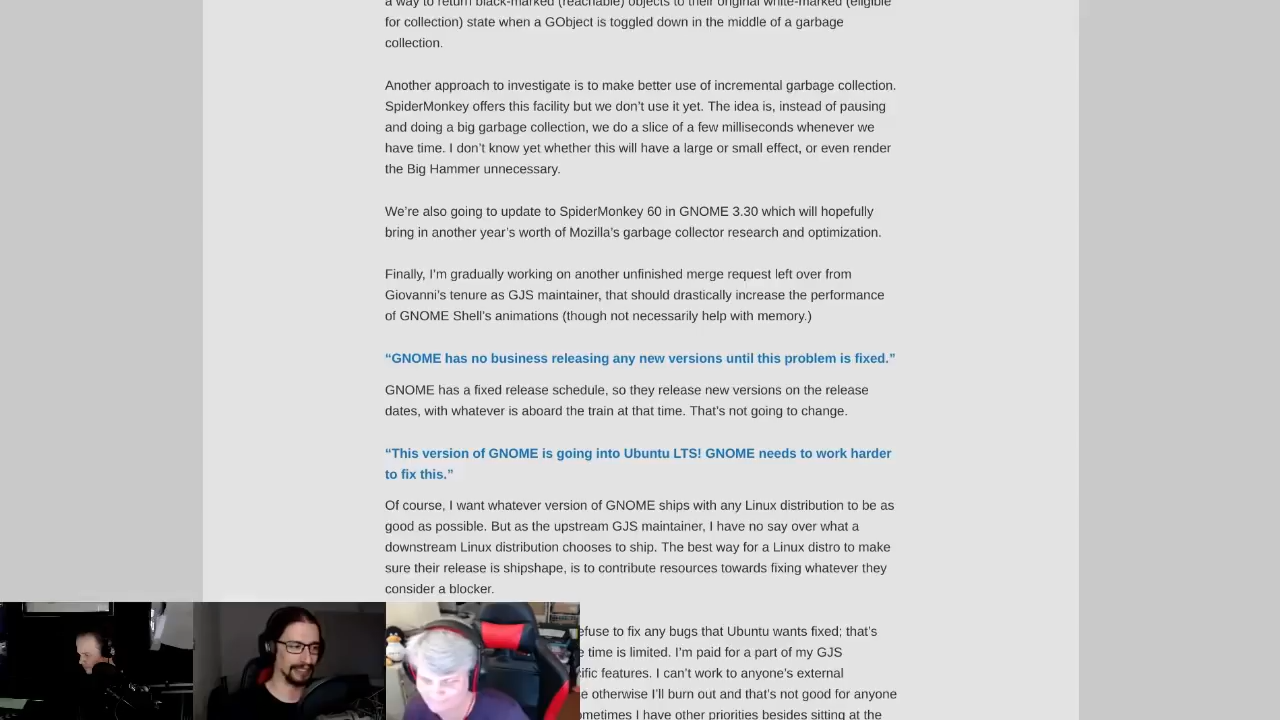 a way to return black-marked (reachable) objects to their original white-marked (eligible
for collection) state when a GObject is toggled down in the middle of a garbage
collection.
Another approach to investigate is to make better use of incremental garbage collection.
SpiderMonkey offers this facility but we don’t use it yet. The idea is, instead of pausing
and doing a big garbage collection, we do a slice of a few milliseconds whenever we
have time. I don’t know yet whether this will have a large or small effect, or even render
the Big Hammer unnecessary.
We’re also going to update to SpiderMonkey 60 in GNOME 3.30 which will hopefully
bring in another year’s worth of Mozilla’s garbage collector research and optimization.
Finally, I’m gradually working on another unfinished merge request left over from
Giovanni’s tenure as GJS maintainer, that should drastically increase the performance
of GNOME Shell’s animations (though not necessarily help with memory.)
“GNOME has no business releasing any new versions until this problem is fixed.”
GNOME has a fixed release schedule, so they release new versions on the release
dates, with whatever is aboard the train at that time. That’s not going to change.
“This version of GNOME is going into Ubuntu LTS! GNOME needs to work harder
to fix this.”
Of course, I want whatever version of GNOME ships with any Linux distribution to be as
good as possible. But as the upstream GJS maintainer, I have no say over what a
downstream Linux distribution chooses to ship. The best way for a Linux distro to make
sure their release is shipshape, is to contribute resources towards fixing whatever they
consider a blocker.
efuse to fix any bugs that Ubuntu wants fixed; that’s
e time is limited. I’m paid for a part of my GJS
cific features. I can’t work to anyone’s external
e otherwise I’ll burn out and that’s not good for anyone
ometimes I have other priorities besides sitting at the